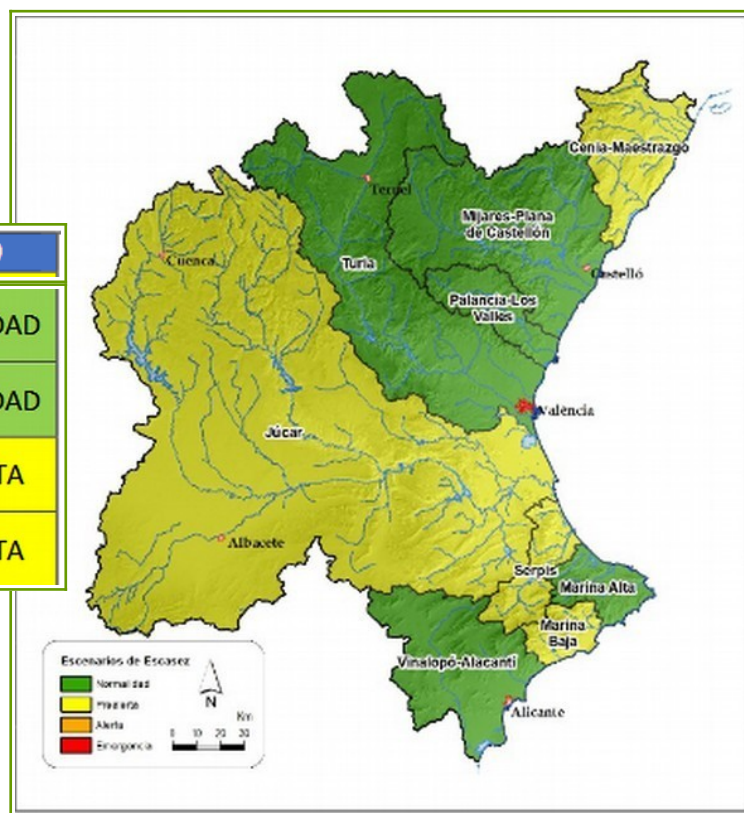 )
DAD
DAD
TA
TA
Cenia-Maestrazgo
Teruel
Mijares-Plana
de Castellón
Cuenca
Turia
Castelló
Palancia-Los
Valles
València
Júcar
Albacete
Serpis
Marina Alta
Marina
Baja
Vinalopó-Alacantí
Alicante
Escenarios de Escasez
Normalidad
Prealerta
Alerta
Emergencia
N
Km
0 10 20 30